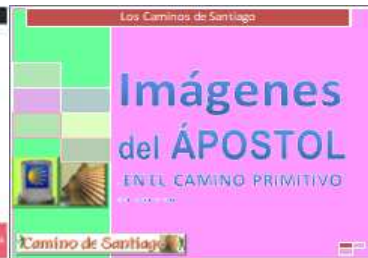 Los Caminos de Santiago
Imágenes
del ÁPOSTOL
EN EL CAMINO PRIMITIVO
Camino de Santiago